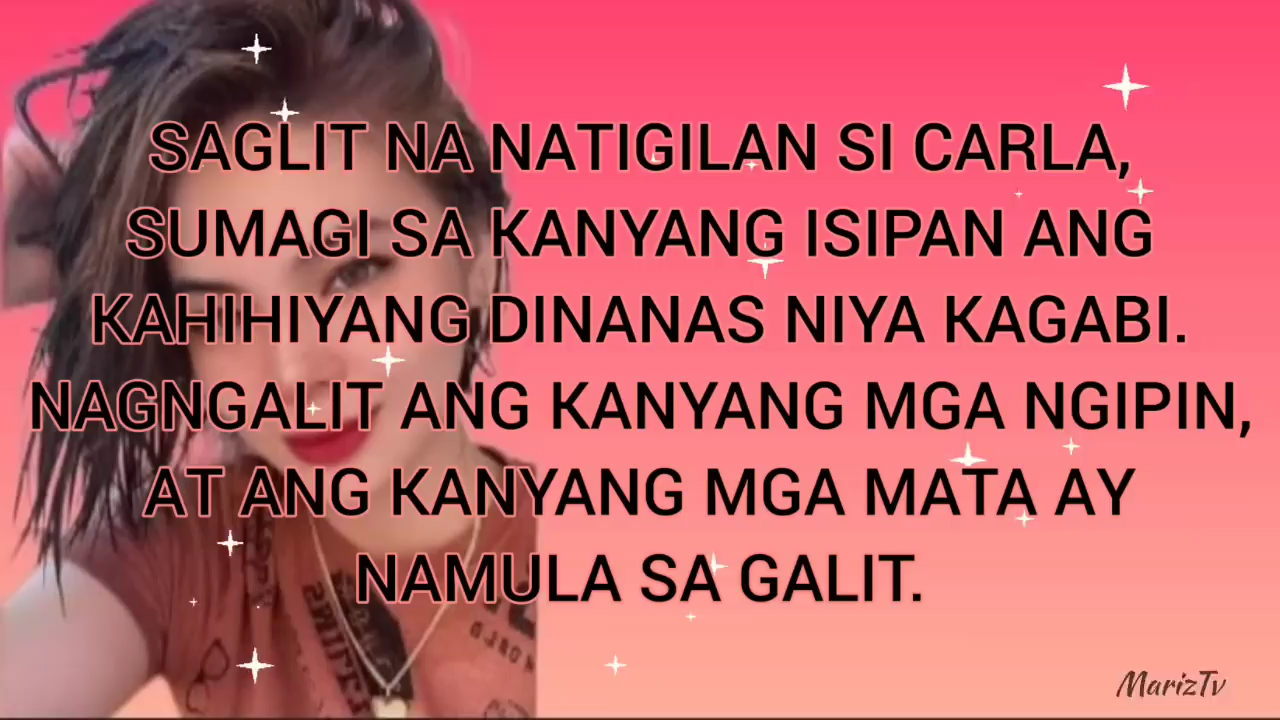 SAGLIT NA NATIGILAN SI CARLA,
SUMAGI SA KANYANG ISIPAN ANG
KAHIHIYANG DINANAS NIYA KAGABI.
NAGNGALIT ANG KANYANG MGA NGIPIN,
AT ANG KANYANG MGA MATA AY
NAMULA SA GALIT.
MarizTv